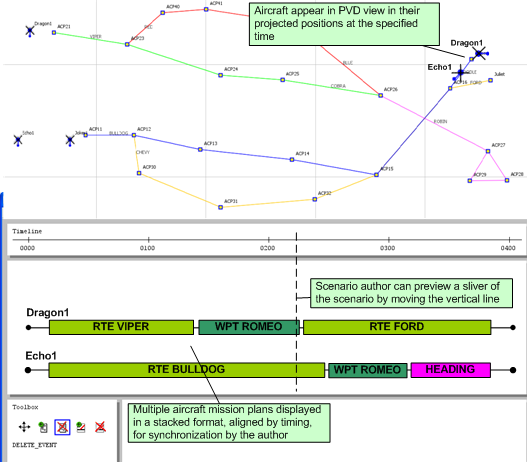 Aircraft appear in PVD view in their
projected positions at the specified
time
Dragon1
ACP21
VIPER
ACP23
ACP40
ACP41
BLUE
Dragon1
Echo1
FORD
Juliet
ACP24
ACP25
COBRA
ACP26
ROBIN
ACP11
BULLDOG
ACP12
CHEVY
ACP13
ACP14
ACP15
ACP27
ACP29
ACP28
ACP30
ACP31
ACP32
Timeline
0000
0100
0200
0300
0400
Scenario author can preview a sliver of
the scenario by moving the vertical line
Dragon1
RTE VIPER
WPT ROMEO
RTE FORD
Echo1
RTE BULLDOG
WPT ROMEO
HEADING
Multiple aircraft mission plans displayed
in a stacked format, aligned by timing,
for synchronization by the author
Toolbox
DELETE_EVENT